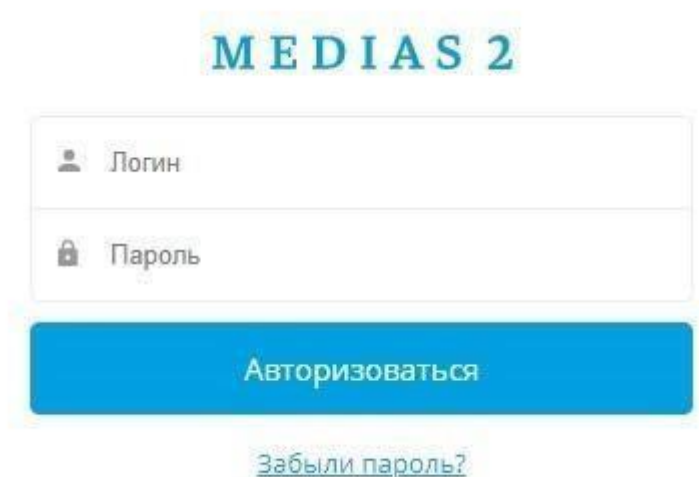 MEDIAS 2
Логин
Пароль
Авторизоваться
Забыли пароль?